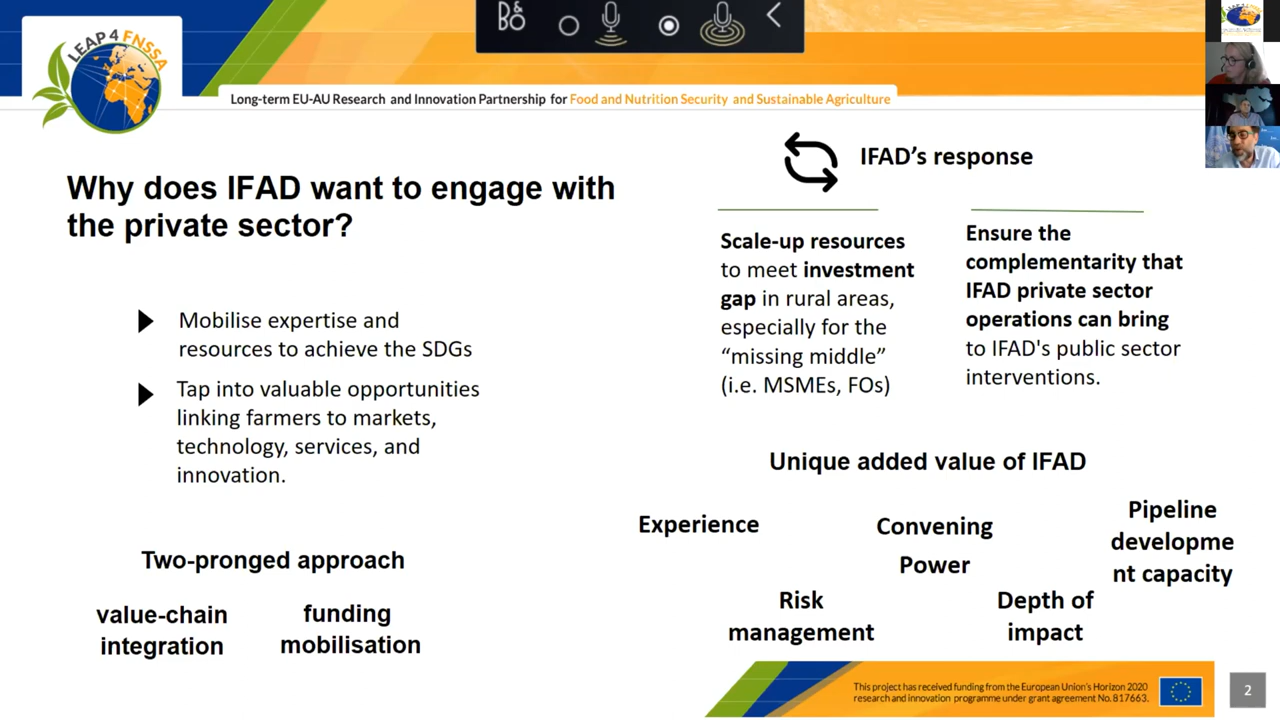 B&O
LEAP 4 FNSSA
Long-term EU-AU Research and Innovation Partnership for Food and Nutrition Security and Sustainable Agriculture
Why does IFAD want to engage with
the private sector?
Mobilise expertise and
resources to achieve the SDGs
Tap into valuable opportunities
linking farmers to markets,
technology, services, and
innovation.
Two-pronged approach
value-chain
integration
funding
mobilisation
IFAD’s response
Scale-up resources
to meet investment
gap in rural areas,
especially for the
“missing middle”
(i.e. MSMEs, FOs)
Ensure the
complementarity that
IFAD private sector
operations can bring
to IFAD's public sector
interventions.
Unique added value of IFAD
Experience
Convening
Power
Pipeline
developme
nt capacity
Risk
management
Depth of
impact
This project has received funding from the European Union’s Horizon 2020
research and innovation programme under grant agreement No. 817663.
2